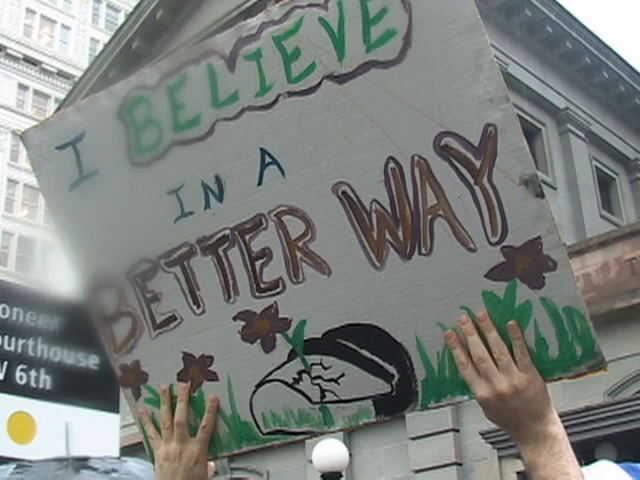 I BELIEVE
IN A
BETTER WAY
oneer
ourthouse
W 6th